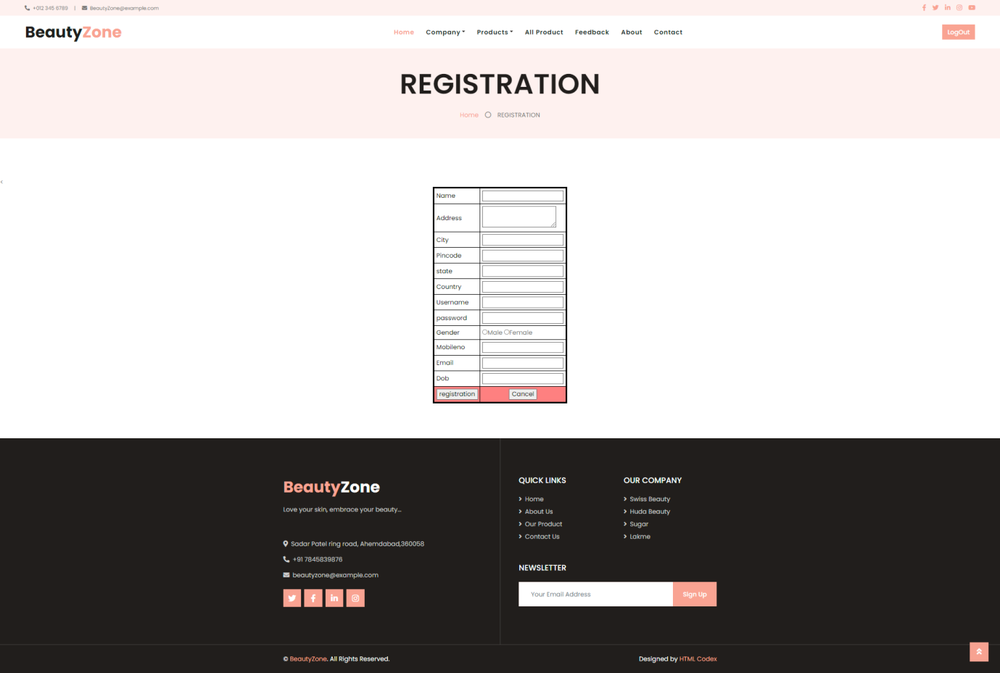 +012 345 6789 | BeautyZone@example.com
BeautyZone
Home Company Products All Product Feedback About Contact
LogOut
REGISTRATION
Home REGISTRATION
<
Name
Address
City
Pincode
state
Country
Username
password
Gender Male Female
Mobileno
Email
Dob
registration Cancel
BeautyZone
Love your skin, embrace your beauty...
Sadar Patel ring road, Ahemdabad,360058
+91 7845839876
beautyzone@example.com
QUICK LINKS
Home
About Us
Our Product
Contact Us
OUR COMPANY
Swiss Beauty
Huda Beauty
Sugar
Lakme
NEWSLETTER
Your Email Address Sign Up
© BeautyZone. All Rights Reserved.
Designed by HTML Codex